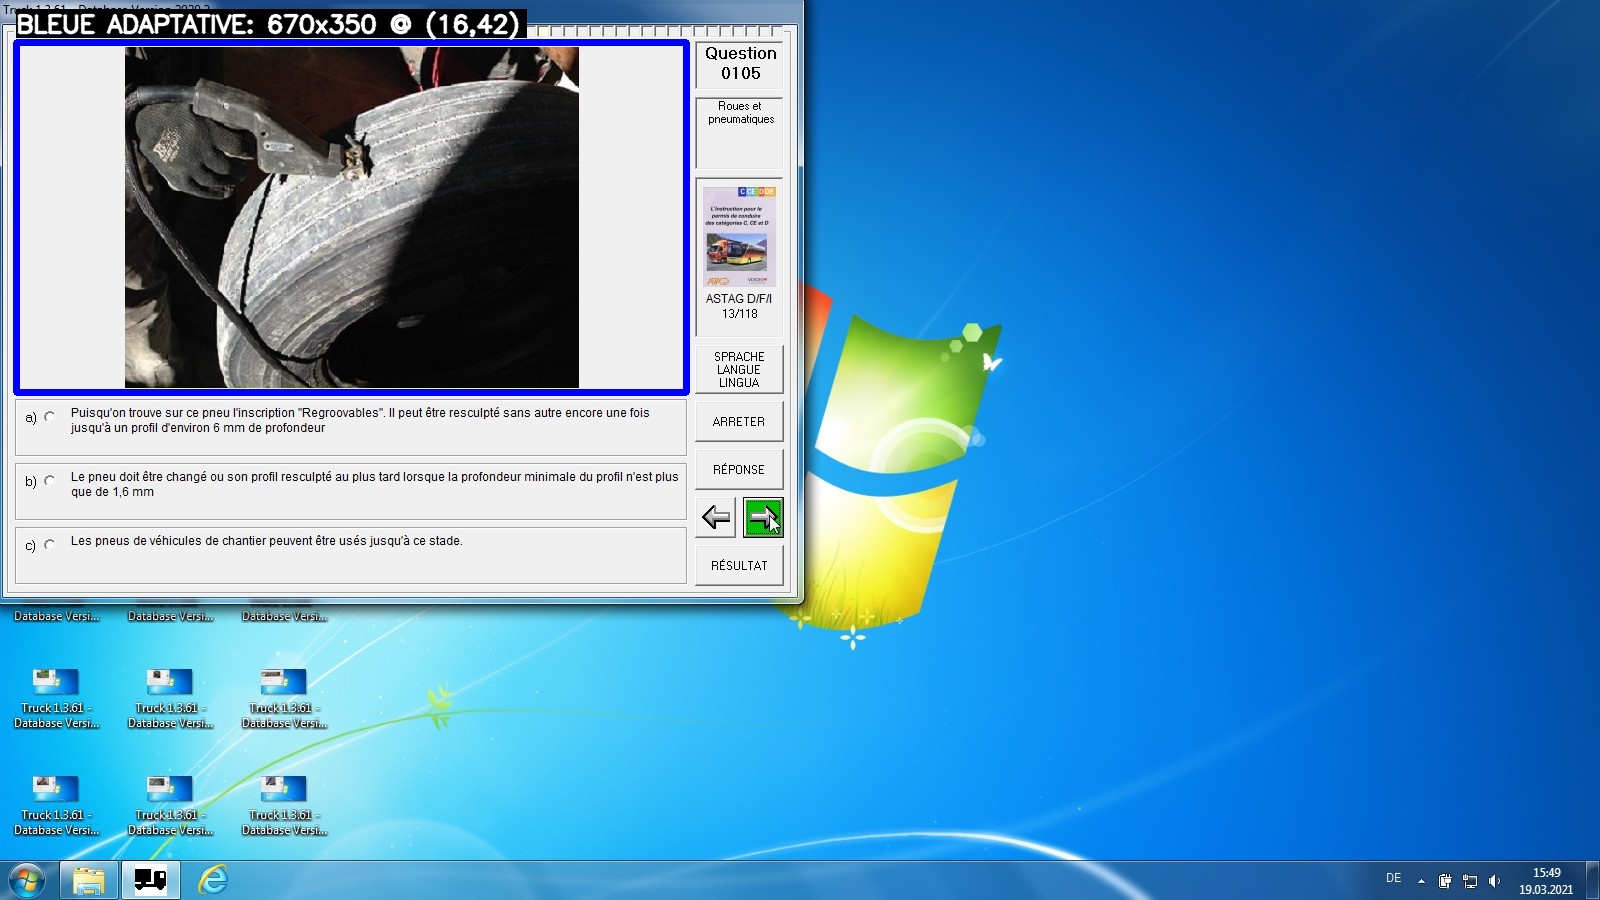 BLEUE ADAPTATIVE: 670x350 @ (16,42)
Question
0105
Roues et
pneumatiques
C CE D DE
L'instruction pour le
permis de conduire
des catégories C, CE et D
ASTAG D/F/I
13/118
SPRACHE
LANGUE
LINGUA
ARRETER
RÉPONSE
RÉSULTAT
a) Puisqu'on trouve sur ce pneu l'inscription "Regroovables". Il peut être resculpté sans autre encore une fois
jusqu'à un profil d'environ 6 mm de profondeur
b) Le pneu doit être changé ou son profil resculpté au plus tard lorsque la profondeur minimale du profil n'est plus
que de 1,6 mm
c) Les pneus de véhicules de chantier peuvent être usés jusqu'à ce stade.
Database Versi...
Database Versi...
Database Versi...
Truck 1.3.61 -
Database Versi...
Truck 1.3.61 -
Database Versi...
Truck 1.3.61 -
Database Versi...
Truck 1.3.61 -
Database Versi...
Truck 1.3.61 -
Database Versi...
Truck 1.3.61 -
Database Versi...
DE
15:49
19.03.2021